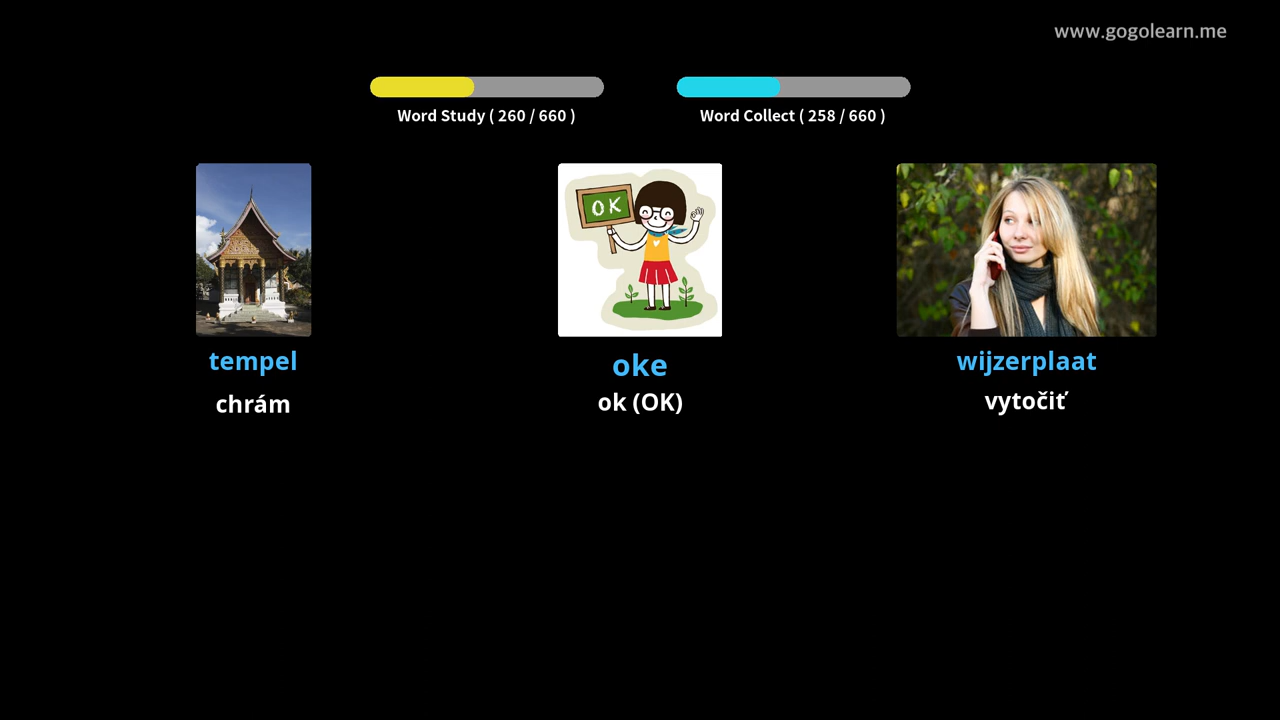 www.gogolearn.me
Word Study ( 260 / 660 )
Word Collect ( 258 / 660 )
OK
tempel
oke
wijzerplaat
chrám
ok (OK)
vytočiť